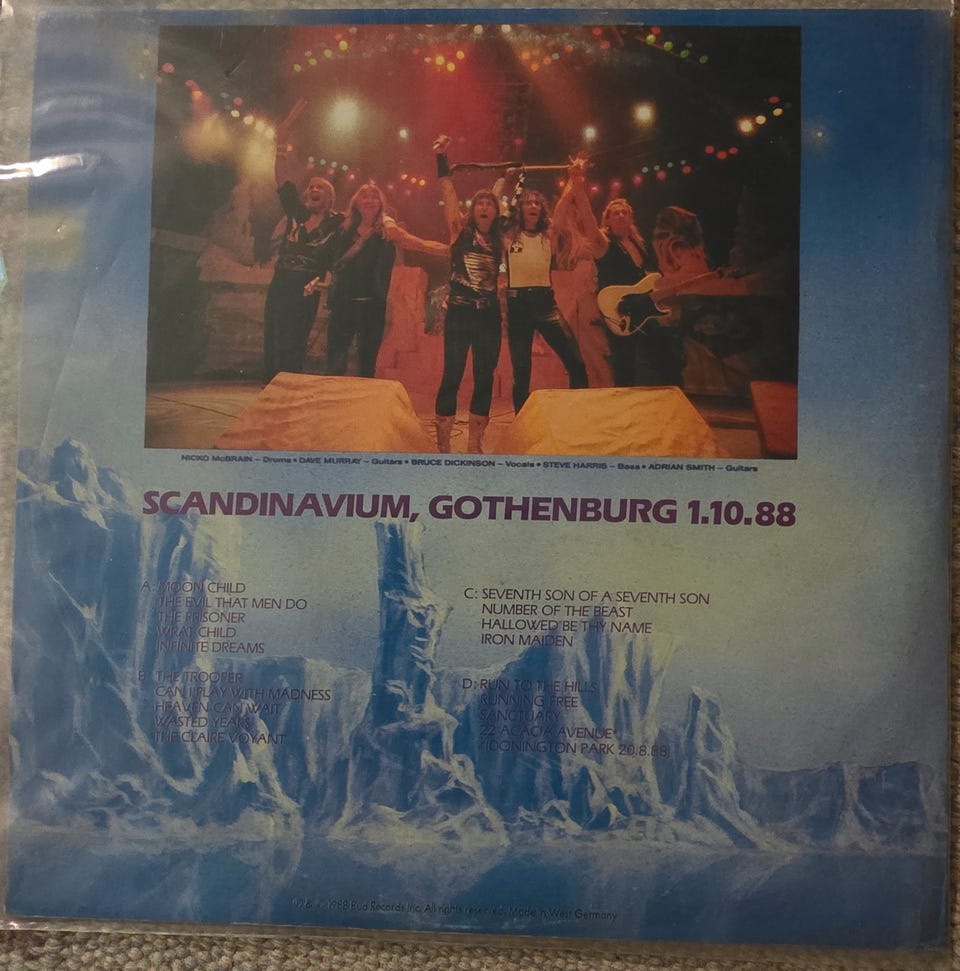 NICKO McBRAIN – Drums • DAVE MURRAY – Guitars • BRUCE DICKINSON – Vocals • STEVE HARRIS – Bass • ADRIAN SMITH – Guitars
SCANDINAVIUM, GOTHENBURG 1.10.88
A: MOON CHILD
THE EVIL THAT MEN DO
THE PRISONER
WRAT CHILD
INFINITE DREAMS
B: THE TROOPER
CAN I PLAY WITH MADNESS
HEAVEN CAN WAIT
WASTED YEARS
THE CLAIRE VOYANT
C: SEVENTH SON OF A SEVENTH SON
NUMBER OF THE BEAST
HALLOWED BE THY NAME
IRON MAIDEN
D: RUN TO THE HILLS
RUNNING FREE
SANCTUARY
22 ACACIA AVENUE*
*(DONINGTON PARK 20.8.88)
1988 Bud Records Inc. All rights reserved. Made in West Germany